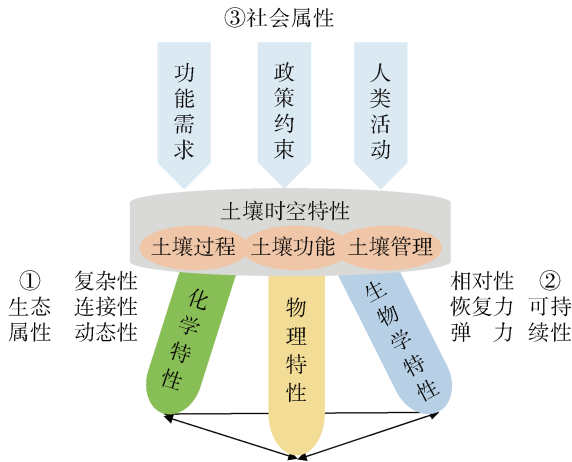 ③社会属性
功能需求
政策约束
人类活动
土壤时空特性
土壤过程
土壤功能
土壤管理
①
生态
属性
复杂性
连接性
动态性
化学特性
物理特性
生物学特性
相对性
恢复力
弹 力
②
可持
续性